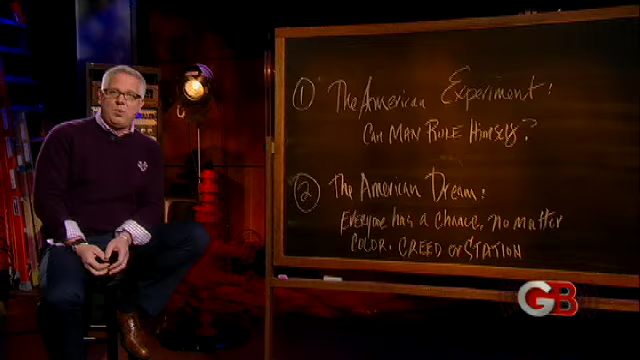 ① The American Experiment:
Can MAN RULE Himself?
② The American Dream:
Everyone has a chance, no matter
COLOR, CREED or STATION
GB